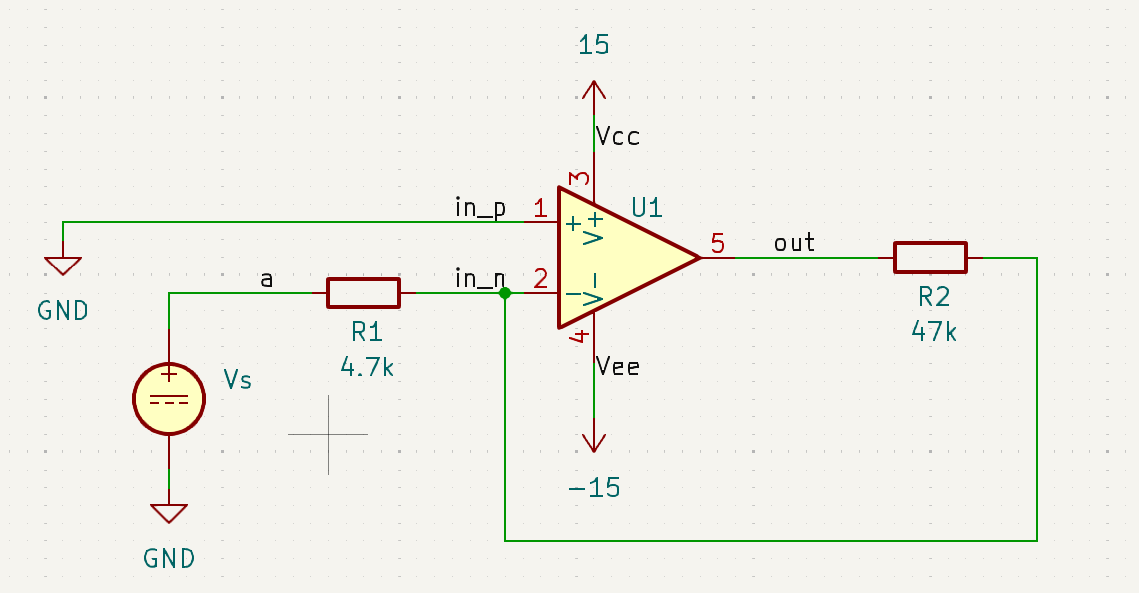 15
Vcc
3
in_p
1
U1
+
V+
GND
a
in_n
2
−
V−
5
out
R1
4.7k
R2
47k
4
Vee
+
Vs
−15
GND